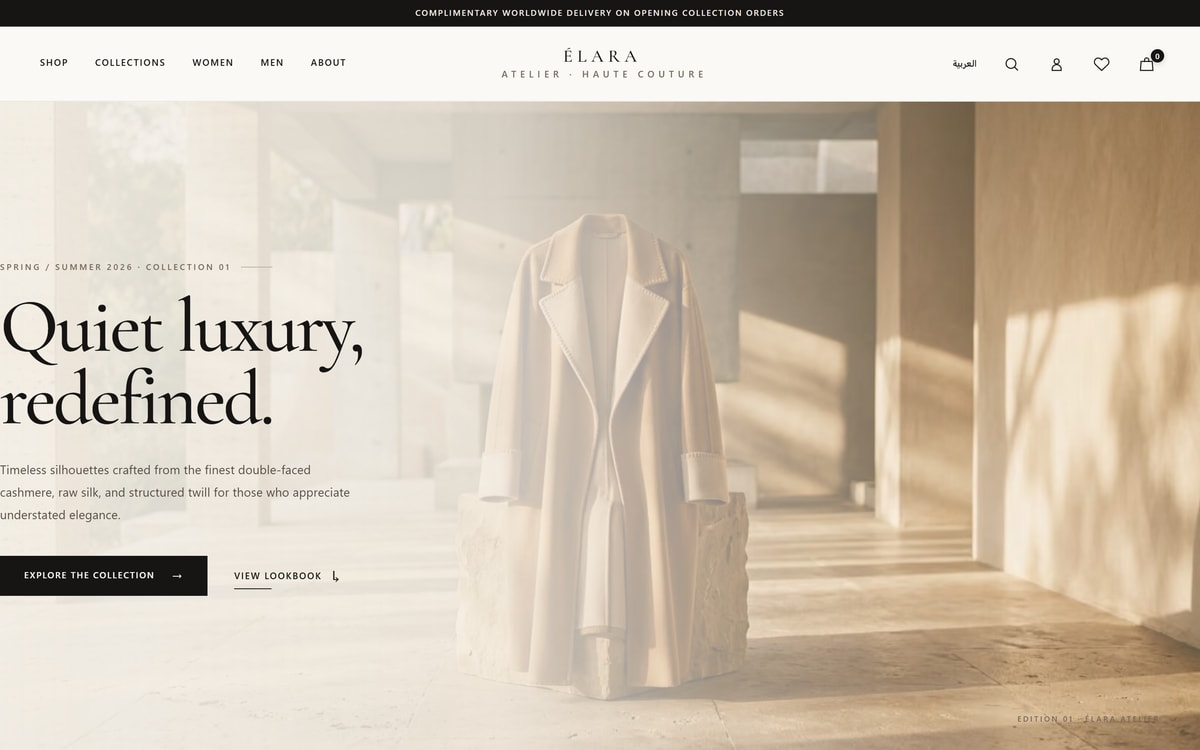 COMPLIMENTARY WORLDWIDE DELIVERY ON OPENING COLLECTION ORDERS
SHOP COLLECTIONS WOMEN MEN ABOUT
ÉLARA
ATELIER · HAUTE COUTURE
العربية
0
SPRING / SUMMER 2026 · COLLECTION 01
Quiet luxury,
redefined.
Timeless silhouettes crafted from the finest double-faced
cashmere, raw silk, and structured twill for those who appreciate
understated elegance.
EXPLORE THE COLLECTION →
VIEW LOOKBOOK ↳
EDITION 01 · ÉLARA ATELIER